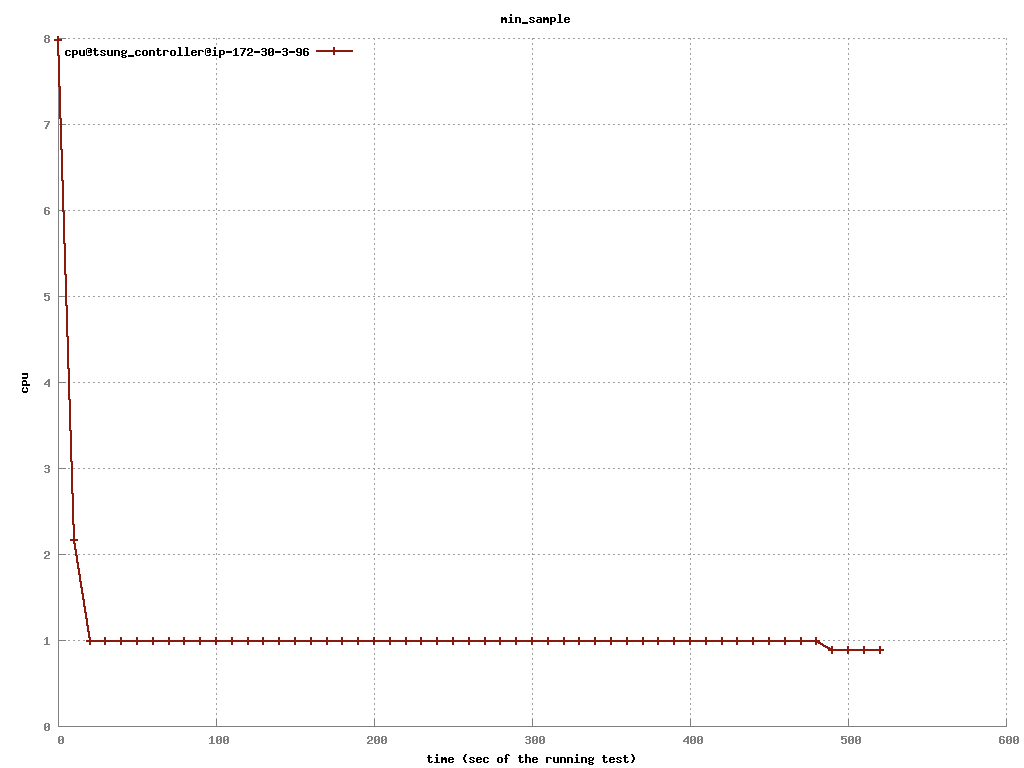 min_sample
cpu@tsung_controller@ip-172-30-3-96
8
7
6
5
4
3
2
1
0
cpu
0 100 200 300 400 500 600
time (sec of the running test)